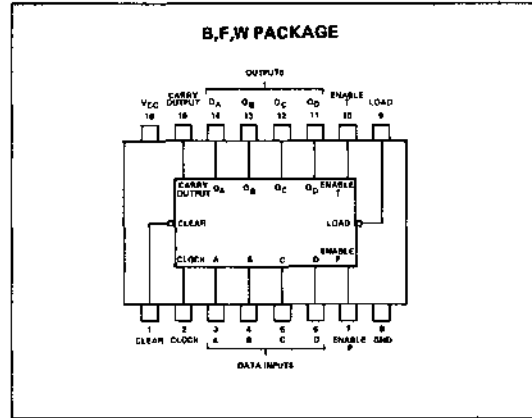 B,F,W PACKAGE
OUTPUTS
VCC CARRY OUTPUT QA QB QC QD ENABLE T LOAD
16 15 14 13 12 11 10 9
CARRY OUTPUT QA QB QC QD ENABLE T
CLEAR LOAD
CLOCK A B C D ENABLE P
1 2 3 4 5 6 7 8
CLEAR CLOCK A B C D ENABLE P GND
DATA INPUTS